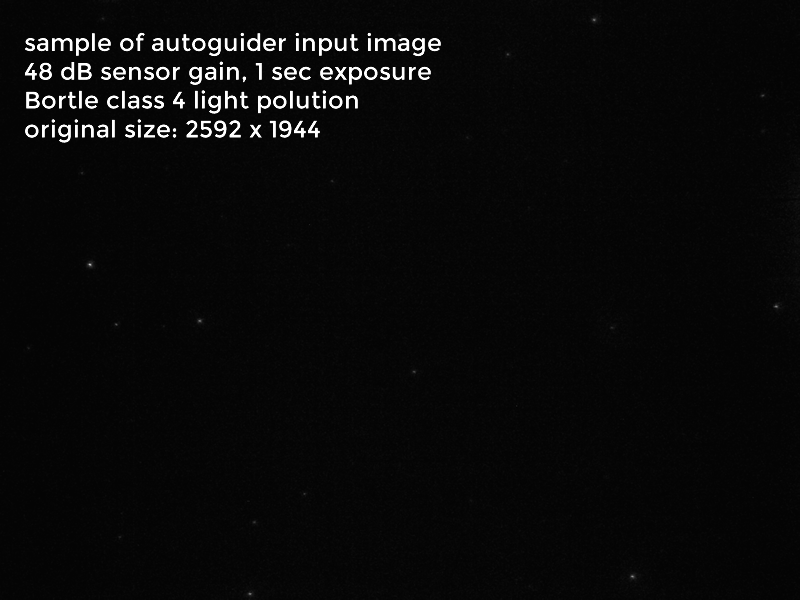 sample of autoguider input image
48 dB sensor gain, 1 sec exposure
Bortle class 4 light polution
original size: 2592 x 1944